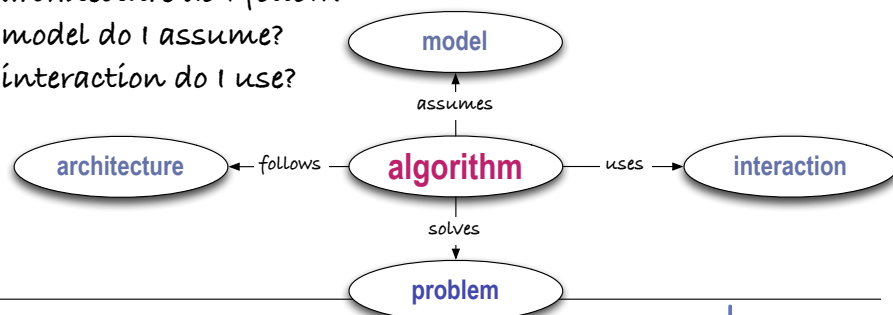 model do I assume?
interaction do I use?
model
assumes
architecture
follows
algorithm
uses
interaction
solves
problem